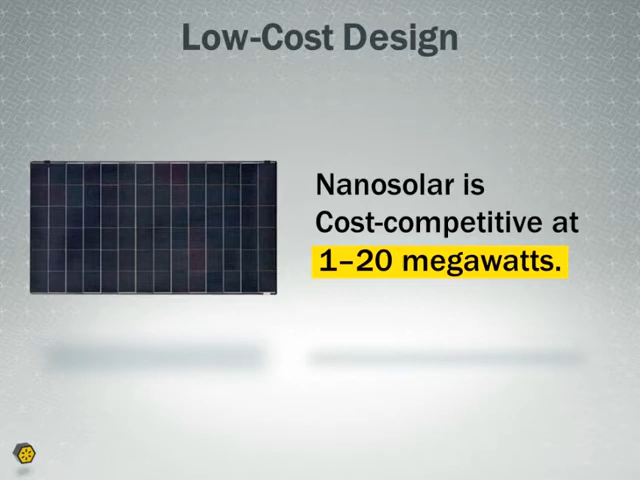 Low-Cost Design
Nanosolar is
Cost-competitive at
1–20 megawatts.